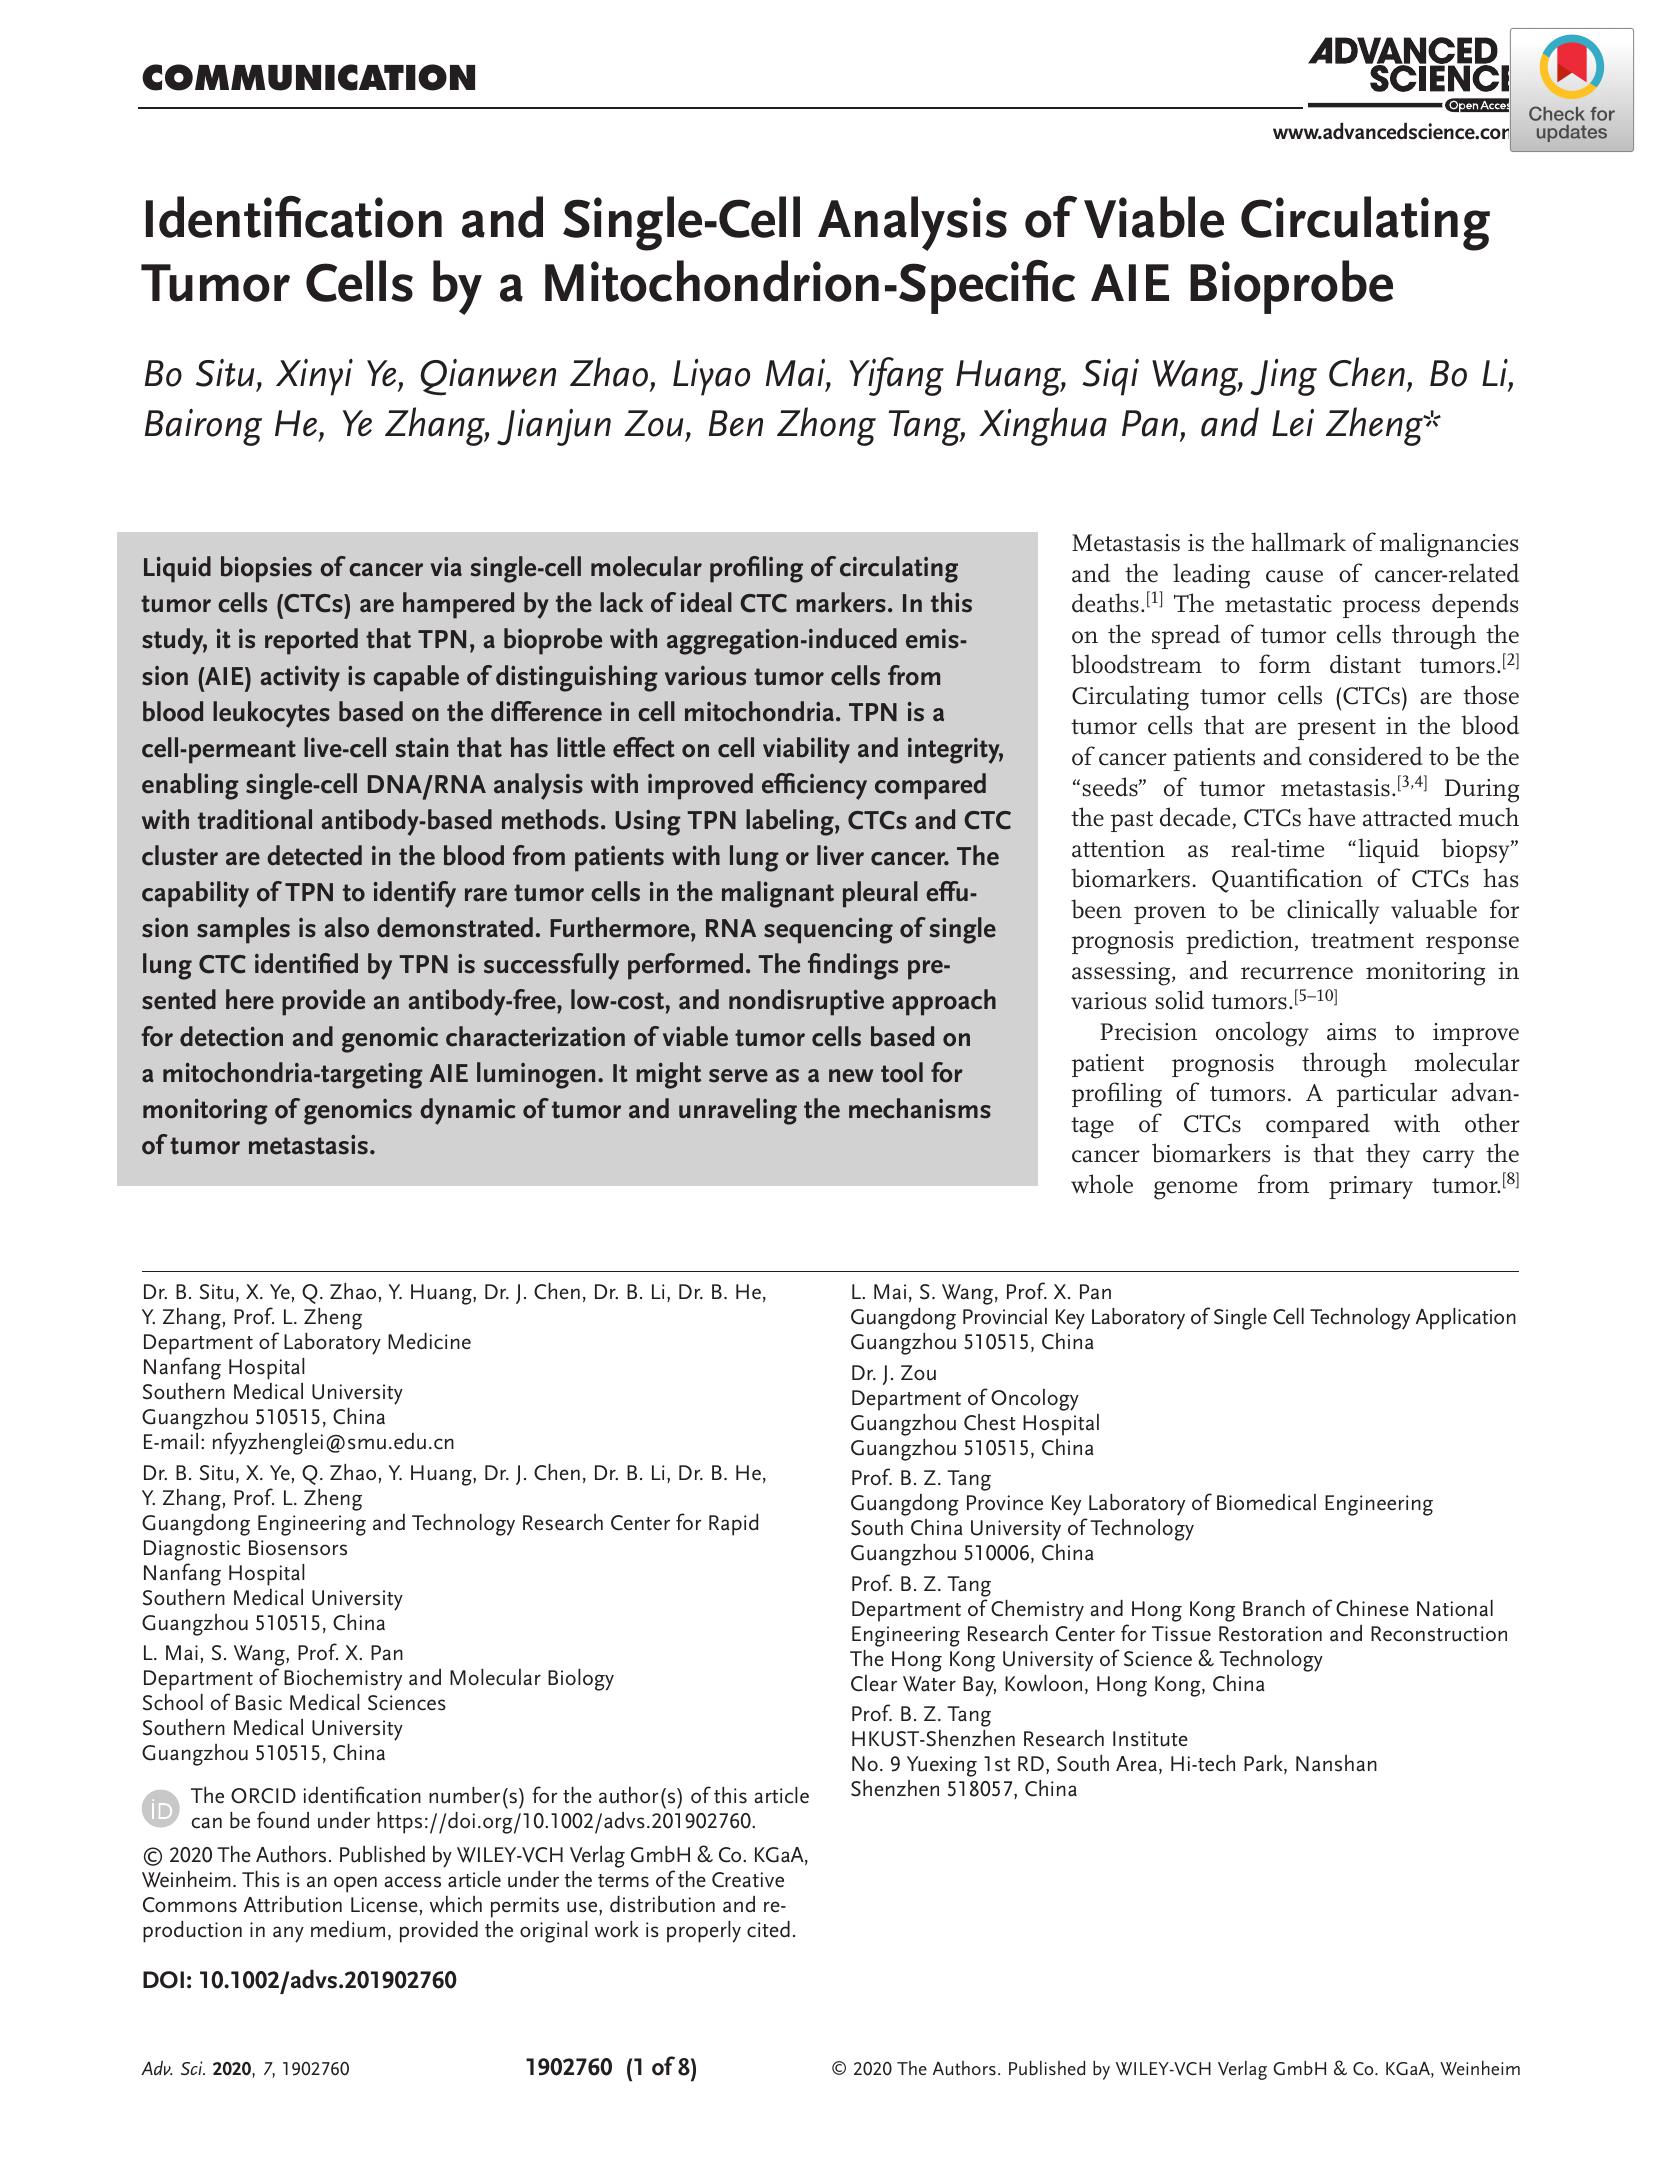 COMMUNICATION
ADVANCED
SCIENCE
Open Access
www.advancedscience.com
Check for
updates
Identification and Single-Cell Analysis of Viable Circulating
Tumor Cells by a Mitochondrion-Specific AIE Bioprobe
Bo Situ, Xinyi Ye, Qianwen Zhao, Liyao Mai, Yifang Huang, Siqi Wang, Jing Chen, Bo Li,
Bairong He, Ye Zhang, Jianjun Zou, Ben Zhong Tang, Xinghua Pan, and Lei Zheng*
Liquid biopsies of cancer via single-cell molecular profiling of circulating
tumor cells (CTCs) are hampered by the lack of ideal CTC markers. In this
study, it is reported that TPN, a bioprobe with aggregation-induced emis-
sion (AIE) activity is capable of distinguishing various tumor cells from
blood leukocytes based on the difference in cell mitochondria. TPN is a
cell-permeant live-cell stain that has little effect on cell viability and integrity,
enabling single-cell DNA/RNA analysis with improved efficiency compared
with traditional antibody-based methods. Using TPN labeling, CTCs and CTC
cluster are detected in the blood from patients with lung or liver cancer. The
capability of TPN to identify rare tumor cells in the malignant pleural effu-
sion samples is also demonstrated. Furthermore, RNA sequencing of single
lung CTC identified by TPN is successfully performed. The findings pre-
sented here provide an antibody-free, low-cost, and nondisruptive approach
for detection and genomic characterization of viable tumor cells based on
a mitochondria-targeting AIE luminogen. It might serve as a new tool for
monitoring of genomics dynamic of tumor and unraveling the mechanisms
of tumor metastasis.
Metastasis is the hallmark of malignancies
and the leading cause of cancer-related
deaths.[1] The metastatic process depends
on the spread of tumor cells through the
bloodstream to form distant tumors.[2]
Circulating tumor cells (CTCs) are those
tumor cells that are present in the blood
of cancer patients and considered to be the
“seeds” of tumor metastasis.[3,4] During
the past decade, CTCs have attracted much
attention as real-time “liquid biopsy”
biomarkers. Quantification of CTCs has
been proven to be clinically valuable for
prognosis prediction, treatment response
assessing, and recurrence monitoring in
various solid tumors.[5–10]
Precision oncology aims to improve
patient prognosis through molecular
profiling of tumors. A particular advan-
tage of CTCs compared with other
cancer biomarkers is that they carry the
whole genome from primary tumor.[8]
Dr. B. Situ, X. Ye, Q. Zhao, Y. Huang, Dr. J. Chen, Dr. B. Li, Dr. B. He,
Y. Zhang, Prof. L. Zheng
Department of Laboratory Medicine
Nanfang Hospital
Southern Medical University
Guangzhou 510515, China
E-mail: nfyyzhenglei@smu.edu.cn
Dr. B. Situ, X. Ye, Q. Zhao, Y. Huang, Dr. J. Chen, Dr. B. Li, Dr. B. He,
Y. Zhang, Prof. L. Zheng
Guangdong Engineering and Technology Research Center for Rapid
Diagnostic Biosensors
Nanfang Hospital
Southern Medical University
Guangzhou 510515, China
L. Mai, S. Wang, Prof. X. Pan
Department of Biochemistry and Molecular Biology
School of Basic Medical Sciences
Southern Medical University
Guangzhou 510515, China
iD The ORCID identification number(s) for the author(s) of this article
can be found under https://doi.org/10.1002/advs.201902760.
© 2020 The Authors. Published by WILEY-VCH Verlag GmbH & Co. KGaA,
Weinheim. This is an open access article under the terms of the Creative
Commons Attribution License, which permits use, distribution and re-
production in any medium, provided the original work is properly cited.
DOI: 10.1002/advs.201902760
L. Mai, S. Wang, Prof. X. Pan
Guangdong Provincial Key Laboratory of Single Cell Technology Application
Guangzhou 510515, China
Dr. J. Zou
Department of Oncology
Guangzhou Chest Hospital
Guangzhou 510515, China
Prof. B. Z. Tang
Guangdong Province Key Laboratory of Biomedical Engineering
South China University of Technology
Guangzhou 510006, China
Prof. B. Z. Tang
Department of Chemistry and Hong Kong Branch of Chinese National
Engineering Research Center for Tissue Restoration and Reconstruction
The Hong Kong University of Science & Technology
Clear Water Bay, Kowloon, Hong Kong, China
Prof. B. Z. Tang
HKUST-Shenzhen Research Institute
No. 9 Yuexing 1st RD, South Area, Hi-tech Park, Nanshan
Shenzhen 518057, China
Adv. Sci. 2020, 7, 1902760
1902760 (1 of 8)
© 2020 The Authors. Published by WILEY-VCH Verlag GmbH & Co. KGaA, Weinheim